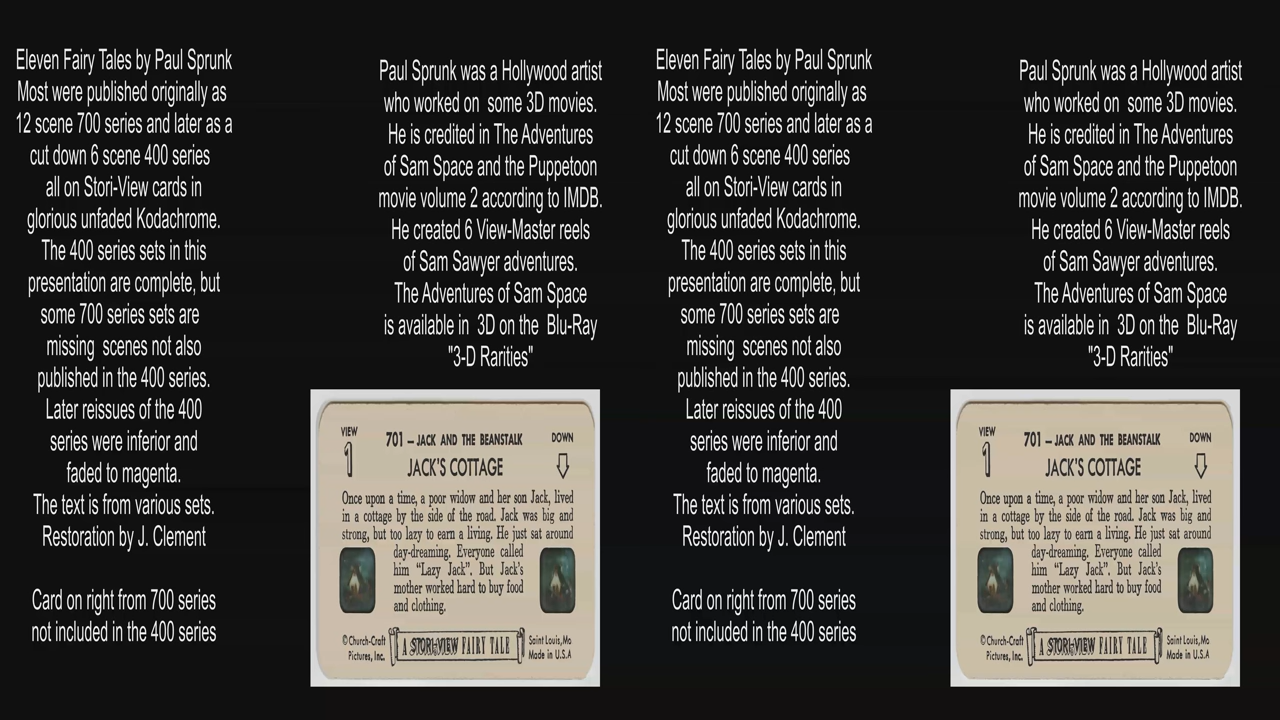 Eleven Fairy Tales by Paul Sprunk
Most were published originally as
12 scene 700 series and later as a
cut down 6 scene 400 series
all on Stori-View cards in
glorious unfaded Kodachrome.
The 400 series sets in this
presentation are complete, but
some 700 series sets are
missing scenes not also
published in the 400 series.
Later reissues of the 400
series were inferior and
faded to magenta.
The text is from various sets.
Restoration by J. Clement
Card on right from 700 series
not included in the 400 series
Paul Sprunk was a Hollywood artist
who worked on some 3D movies.
He is credited in The Adventures
of Sam Space and the Puppetoon
movie volume 2 according to IMDB.
He created 6 View-Master reels
of Sam Sawyer adventures.
The Adventures of Sam Space
is available in 3D on the Blu-Ray
"3-D Rarities"
VIEW
1
701 – JACK AND THE BEANSTALK
JACK'S COTTAGE
DOWN
Once upon a time, a poor widow and her son Jack, lived
in a cottage by the side of the road. Jack was big and
strong, but too lazy to earn a living. He just sat around
day-dreaming. Everyone called
him "Lazy Jack". But Jack's
mother worked hard to buy food
and clothing.
©Church-Craft
Pictures, Inc.
A STORI-VIEW FAIRY TALE
Saint Louis, Mo
Made in U.S.A
Eleven Fairy Tales by Paul Sprunk
Most were published originally as
12 scene 700 series and later as a
cut down 6 scene 400 series
all on Stori-View cards in
glorious unfaded Kodachrome.
The 400 series sets in this
presentation are complete, but
some 700 series sets are
missing scenes not also
published in the 400 series.
Later reissues of the 400
series were inferior and
faded to magenta.
The text is from various sets.
Restoration by J. Clement
Card on right from 700 series
not included in the 400 series
Paul Sprunk was a Hollywood artist
who worked on some 3D movies.
He is credited in The Adventures
of Sam Space and the Puppetoon
movie volume 2 according to IMDB.
He created 6 View-Master reels
of Sam Sawyer adventures.
The Adventures of Sam Space
is available in 3D on the Blu-Ray
"3-D Rarities"
VIEW
1
701 – JACK AND THE BEANSTALK
JACK'S COTTAGE
DOWN
Once upon a time, a poor widow and her son Jack, lived
in a cottage by the side of the road. Jack was big and
strong, but too lazy to earn a living. He just sat around
day-dreaming. Everyone called
him "Lazy Jack". But Jack's
mother worked hard to buy food
and clothing.
©Church-Craft
Pictures, Inc.
A STORI-VIEW FAIRY TALE
Saint Louis, Mo
Made in U.S.A